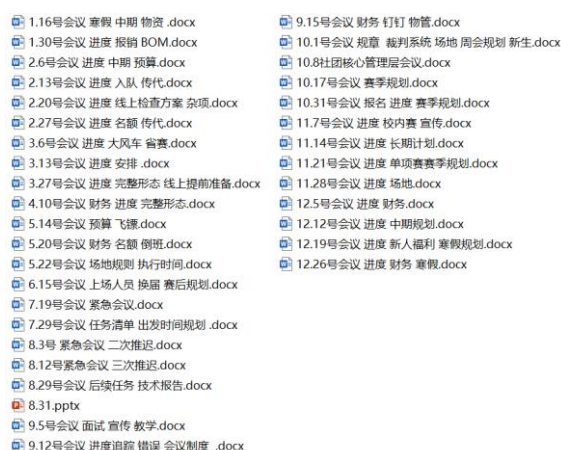 1.16号会议 寒假 中期 物资 .docx
1.30号会议 进度 报销 BOM.docx
2.6号会议 进度 中期 预算.docx
2.13号会议 进度 入队 传代.docx
2.20号会议 进度 线上检查方案 杂项.docx
2.27号会议 进度 名额 传代.docx
3.6号会议 进度 大风车 省赛.docx
3.13号会议 进度 安排 .docx
3.27号会议 进度 完整形态 线上提前准备.docx
4.10号会议 财务 进度 完整形态.docx
5.14号会议 预算 飞镖.docx
5.20号会议 财务 名额 倒班.docx
5.22号会议 场地规则 执行时间.docx
6.15号会议 上场人员 换届 赛后规划.docx
7.19号会议 紧急会议.docx
7.29号会议 任务清单 出发时间规划 .docx
8.3号 紧急会议 二次推迟.docx
8.12号紧急会议 三次推迟.docx
8.29号会议 后续任务 技术报告.docx
8.31.pptx
9.5号会议 面试 宣传 教学.docx
9.12号会议 进度追踪 错误 会议制度 .docx
9.15号会议 财务 钉钉 物管.docx
10.1号会议 规章 裁判系统 场地 周会规划 新生.docx
10.8社团核心管理层会议.docx
10.17号会议 赛季规划.docx
10.31号会议 报名 进度 赛季规划.docx
11.7号会议 进度 校内赛 宣传.docx
11.14号会议 进度 长期计划.docx
11.21号会议 进度 单项赛赛季规划.docx
11.28号会议 进度 场地.docx
12.5号会议 进度 财务.docx
12.12号会议 进度 中期规划.docx
12.19号会议 进度 新人福利 寒假规划.docx
12.26号会议 进度 财务 寒假.docx